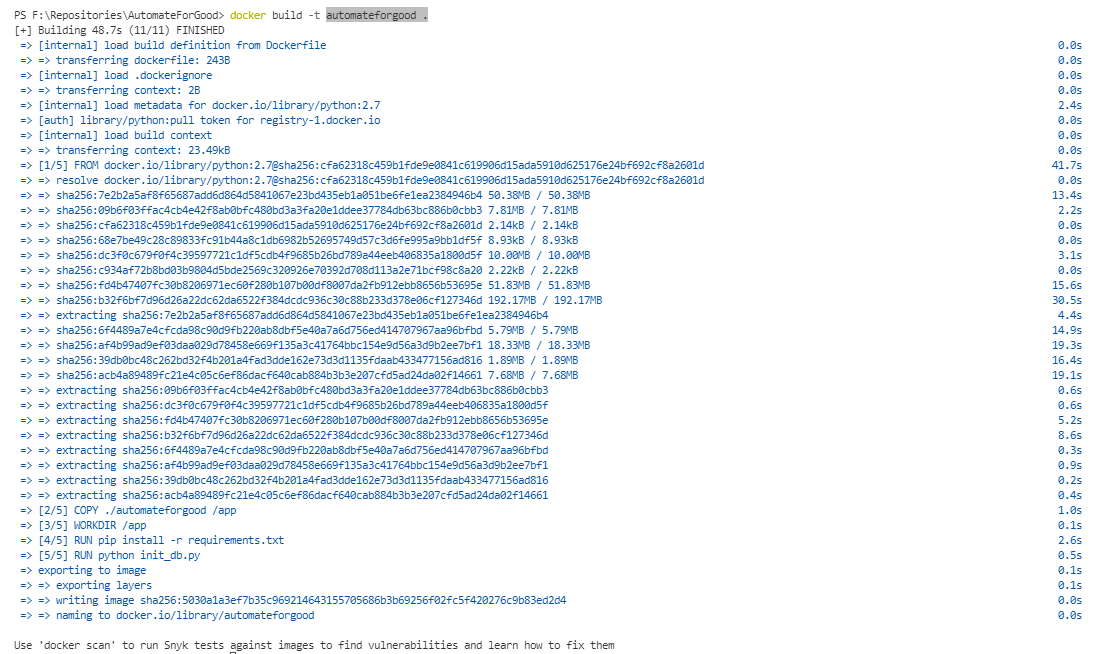 PS F:\Repositories\AutomateForGood> docker build -t automateforgood .
[+] Building 48.7s (11/11) FINISHED
=> [internal] load build definition from Dockerfile 0.0s
=> => transferring dockerfile: 243B 0.0s
=> [internal] load .dockerignore 0.0s
=> => transferring context: 2B 0.0s
=> [internal] load metadata for docker.io/library/python:2.7 2.4s
=> [auth] library/python:pull token for registry-1.docker.io 0.0s
=> [internal] load build context 0.0s
=> => transferring context: 23.49kB 0.0s
=> [1/5] FROM docker.io/library/python:2.7@sha256:cfa62318c459b1fde9e0841c619906d15ada5910d625176e24bf692cf8a2601d 41.7s
=> => resolve docker.io/library/python:2.7@sha256:cfa62318c459b1fde9e0841c619906d15ada5910d625176e24bf692cf8a2601d 0.0s
=> => sha256:7e2b2a5af8f65687add6d864d5841067e23bd435eb1a051be6fe1ea2384946b4 50.38MB / 50.38MB 13.4s
=> => sha256:09b6f03ffac4cb4e42f8ab0bfc480bd3a3fa20e1ddee37784db63bc886b0cbb3 7.81MB / 7.81MB 2.2s
=> => sha256:cfa62318c459b1fde9e0841c619906d15ada5910d625176e24bf692cf8a2601d 2.14kB / 2.14kB 0.0s
=> => sha256:68e7be49c28c89833fc91b44a8c1db6982b52695749d57c3d6fe995a9bb1df5f 8.93kB / 8.93kB 0.0s
=> => sha256:dc3f0c679f0f4c39597721c1df5cdb4f9685b26bd789a44eeb406835a1800d5f 10.00MB / 10.00MB 3.1s
=> => sha256:c934af72b8bd03b9804d5bde2569c320926e70392d708d113a2e71bcf98c8a20 2.22kB / 2.22kB 0.0s
=> => sha256:fd4b47407fc30b8206971ec60f280b107b00df8007da2fb912ebb8656b53695e 51.83MB / 51.83MB 15.6s
=> => sha256:b32f6bf7d96d26a22dc62da6522f384dcdc936c30c88b233d378e06cf127346d 192.17MB / 192.17MB 30.5s
=> => extracting sha256:7e2b2a5af8f65687add6d864d5841067e23bd435eb1a051be6fe1ea2384946b4 4.4s
=> => sha256:6f4489a7e4cfcda98c90d9fb220ab8dbf5e40a7a6d756ed414707967aa96bfbd 5.79MB / 5.79MB 14.9s
=> => sha256:af4b99ad9ef03daa029d78458e669f135a3c41764bbc154e9d56a3d9b2ee7bf1 18.33MB / 18.33MB 19.3s
=> => sha256:39db0bc48c262bd32f4b201a4fad3dde162e73d3d1135fdaab433477156ad816 1.89MB / 1.89MB 16.4s
=> => sha256:acb4a89489fc21e4c05c6ef86dacf640cab884b3b3e207cfd5ad24da02f14661 7.68MB / 7.68MB 19.1s
=> => extracting sha256:09b6f03ffac4cb4e42f8ab0bfc480bd3a3fa20e1ddee37784db63bc886b0cbb3 0.6s
=> => extracting sha256:dc3f0c679f0f4c39597721c1df5cdb4f9685b26bd789a44eeb406835a1800d5f 0.6s
=> => extracting sha256:fd4b47407fc30b8206971ec60f280b107b00df8007da2fb912ebb8656b53695e 5.2s
=> => extracting sha256:b32f6bf7d96d26a22dc62da6522f384dcdc936c30c88b233d378e06cf127346d 8.6s
=> => extracting sha256:6f4489a7e4cfcda98c90d9fb220ab8dbf5e40a7a6d756ed414707967aa96bfbd 0.3s
=> => extracting sha256:af4b99ad9ef03daa029d78458e669f135a3c41764bbc154e9d56a3d9b2ee7bf1 0.9s
=> => extracting sha256:39db0bc48c262bd32f4b201a4fad3dde162e73d3d1135fdaab433477156ad816 0.2s
=> => extracting sha256:acb4a89489fc21e4c05c6ef86dacf640cab884b3b3e207cfd5ad24da02f14661 0.4s
=> [2/5] COPY ./automateforgood /app 1.0s
=> [3/5] WORKDIR /app 0.1s
=> [4/5] RUN pip install -r requirements.txt 2.6s
=> [5/5] RUN python init_db.py 0.5s
=> exporting to image 0.1s
=> => exporting layers 0.1s
=> => writing image sha256:5030a1a3ef7b35c969214643155705686b3b69256f02fc5f420276c9b83ed2d4 0.0s
=> => naming to docker.io/library/automateforgood 0.0s
Use 'docker scan' to run Snyk tests against images to find vulnerabilities and learn how to fix them